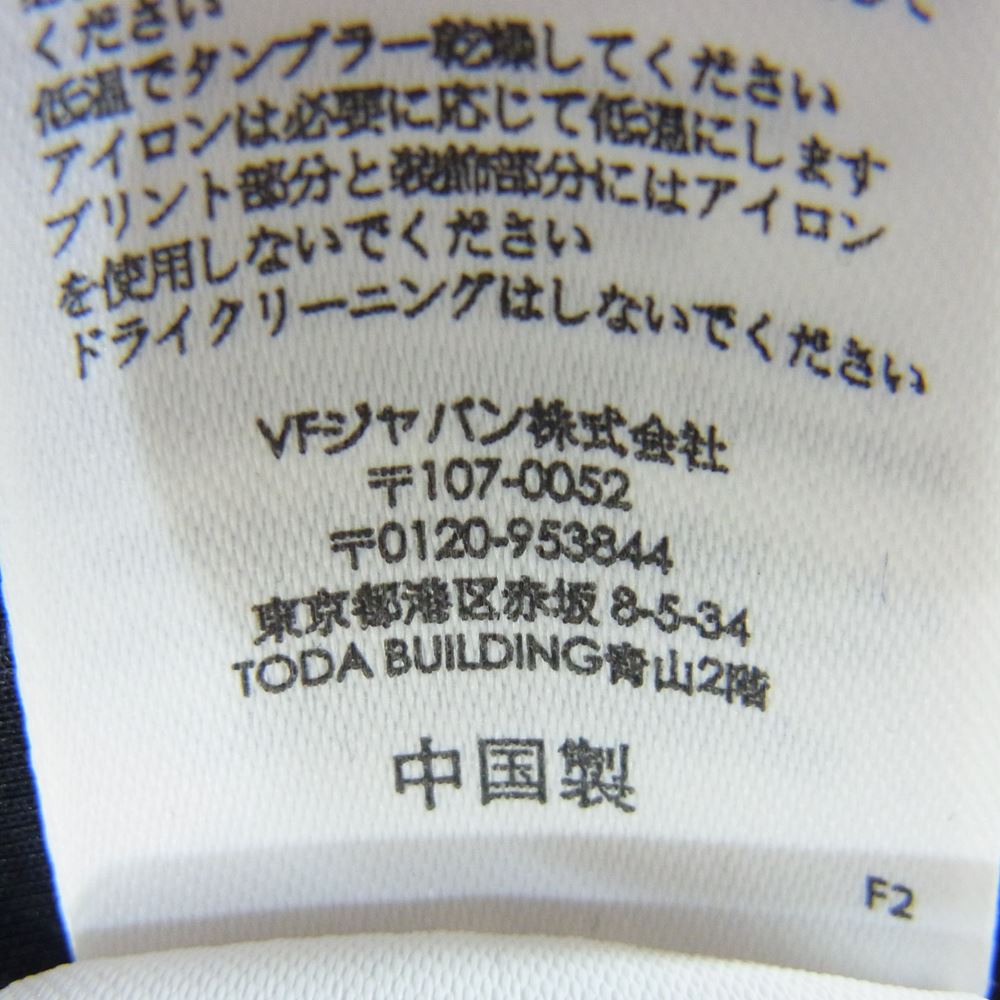 ください
低温でタンブラー乾燥してください
アイロンは必要に応じて低温にします
プリント部分と装飾部分にはアイロン
を使用しないでください
ドライクリーニングはしないでください
VFジャパン株式会社
〒107-0052
〒0120-953844
東京都港区赤坂 8-5-34
TODA BUILDING青山2階
中国製
F2